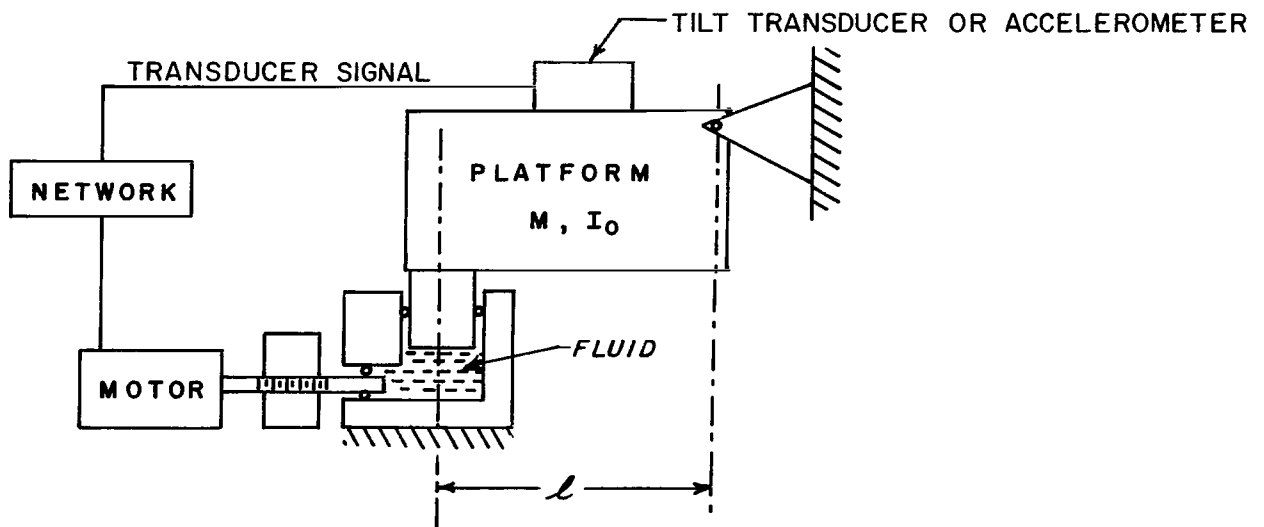 TILT TRANSDUCER OR ACCELEROMETER
TRANSDUCER SIGNAL
NETWORK
PLATFORM
M, I₀
FLUID
MOTOR
ℓ